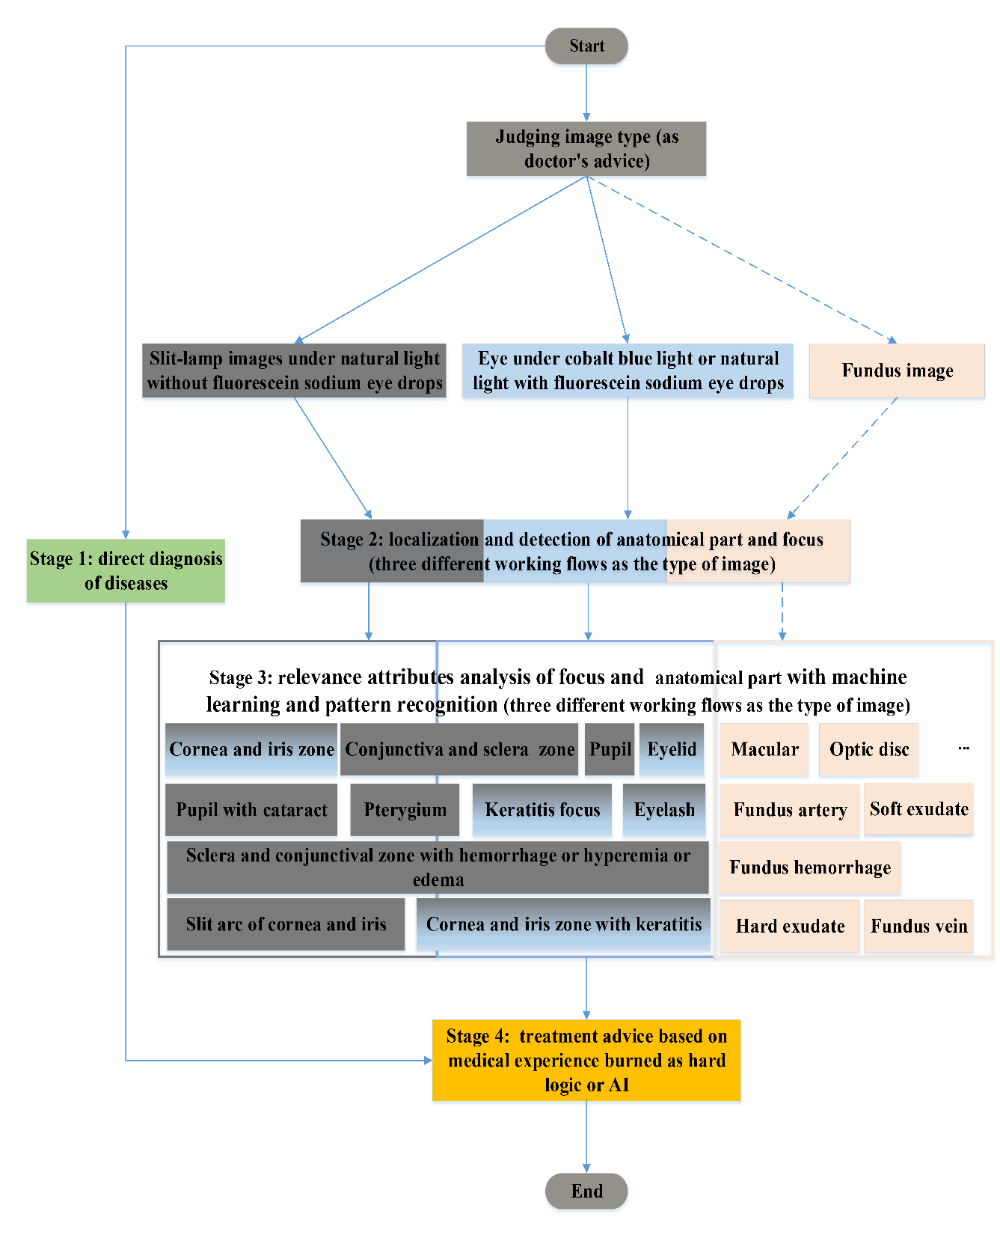 Start
Judging image type (as
doctor's advice)
Slit-lamp images under natural light
without fluorescein sodium eye drops
Eye under cobalt blue light or natural
light with fluorescein sodium eye drops
Fundus image
Stage 2: localization and detection of anatomical part and focus
(three different working flows as the type of image)
Stage 1: direct diagnosis
of diseases
Stage 3: relevance attributes analysis of focus and anatomical part with machine
learning and pattern recognition (three different working flows as the type of image)
Cornea and iris zone
Conjunctiva and sclera zone
Pupil
Eyelid
Macular
Optic disc
...
Pupil with cataract
Pterygium
Keratitis focus
Eyelash
Fundus artery
Soft exudate
Sclera and conjunctival zone with hemorrhage or hyperemia or
edema
Fundus hemorrhage
Slit arc of cornea and iris
Cornea and iris zone with keratitis
Hard exudate
Fundus vein
Stage 4: treatment advice based on
medical experience burned as hard
logic or AI
End